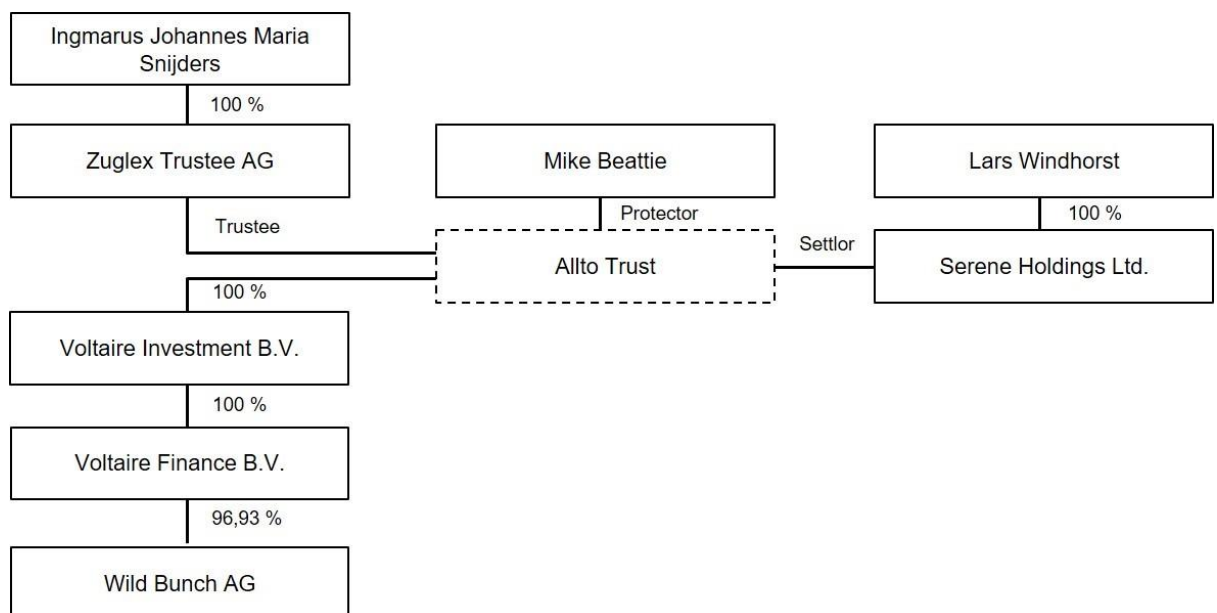 Ingmarus Johannes Maria
Snijders
100 %
Zuglex Trustee AG
Mike Beattie
Lars Windhorst
Trustee
Protector
100 %
Settlor
Allto Trust
Serene Holdings Ltd.
100 %
Voltaire Investment B.V.
100 %
Voltaire Finance B.V.
96,93 %
Wild Bunch AG